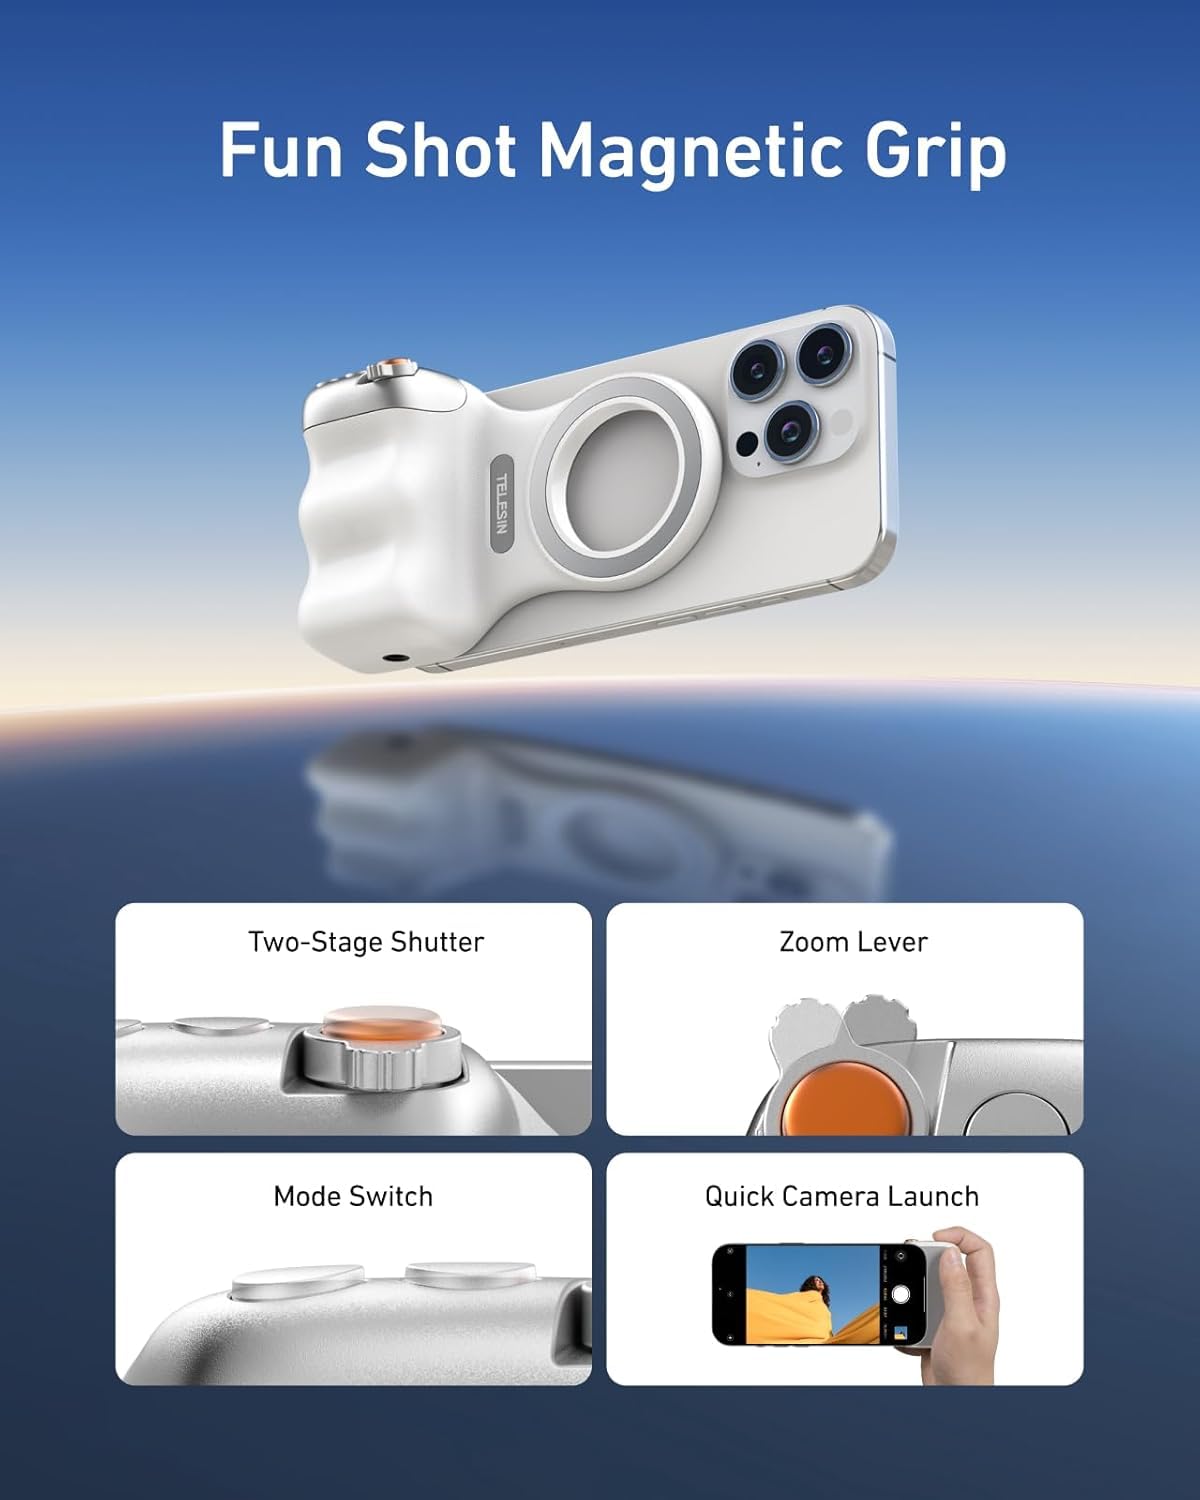 Fun Shot Magnetic Grip
TELESIN
Two-Stage Shutter
Zoom Lever
Mode Switch
Quick Camera Launch